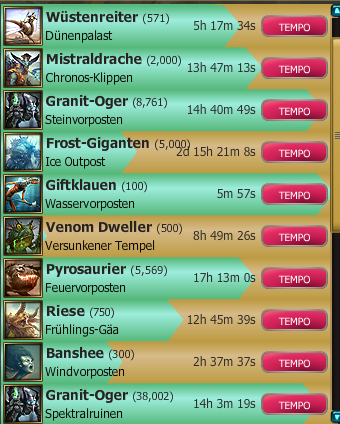 Wüstenreiter (571)
5h 17m 34s TEMPO
Dünenpalast
Mistraldrache (2,000)
13h 47m 13s TEMPO
Chronos-Klippen
Granit-Oger (8,761)
14h 40m 49s TEMPO
Steinvorposten
Frost-Giganten (5,000)
2d 15h 21m 8s TEMPO
Ice Outpost
Giftklauen (100)
5m 57s TEMPO
Wasservorposten
Venom Dweller (500)
8h 49m 26s TEMPO
Versunkener Tempel
Pyrosaurier (5,569)
17h 13m 0s TEMPO
Feuervorposten
Riese (750)
12h 45m 39s TEMPO
Frühlings-Gäa
Banshee (300)
2h 37m 37s TEMPO
Windvorposten
Granit-Oger (38,002)
14h 3m 19s TEMPO
Spektralruinen